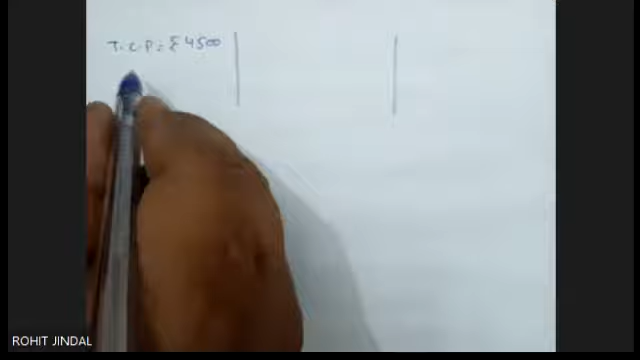 T.C.P = ₹ 4500
ROHIT JINDAL